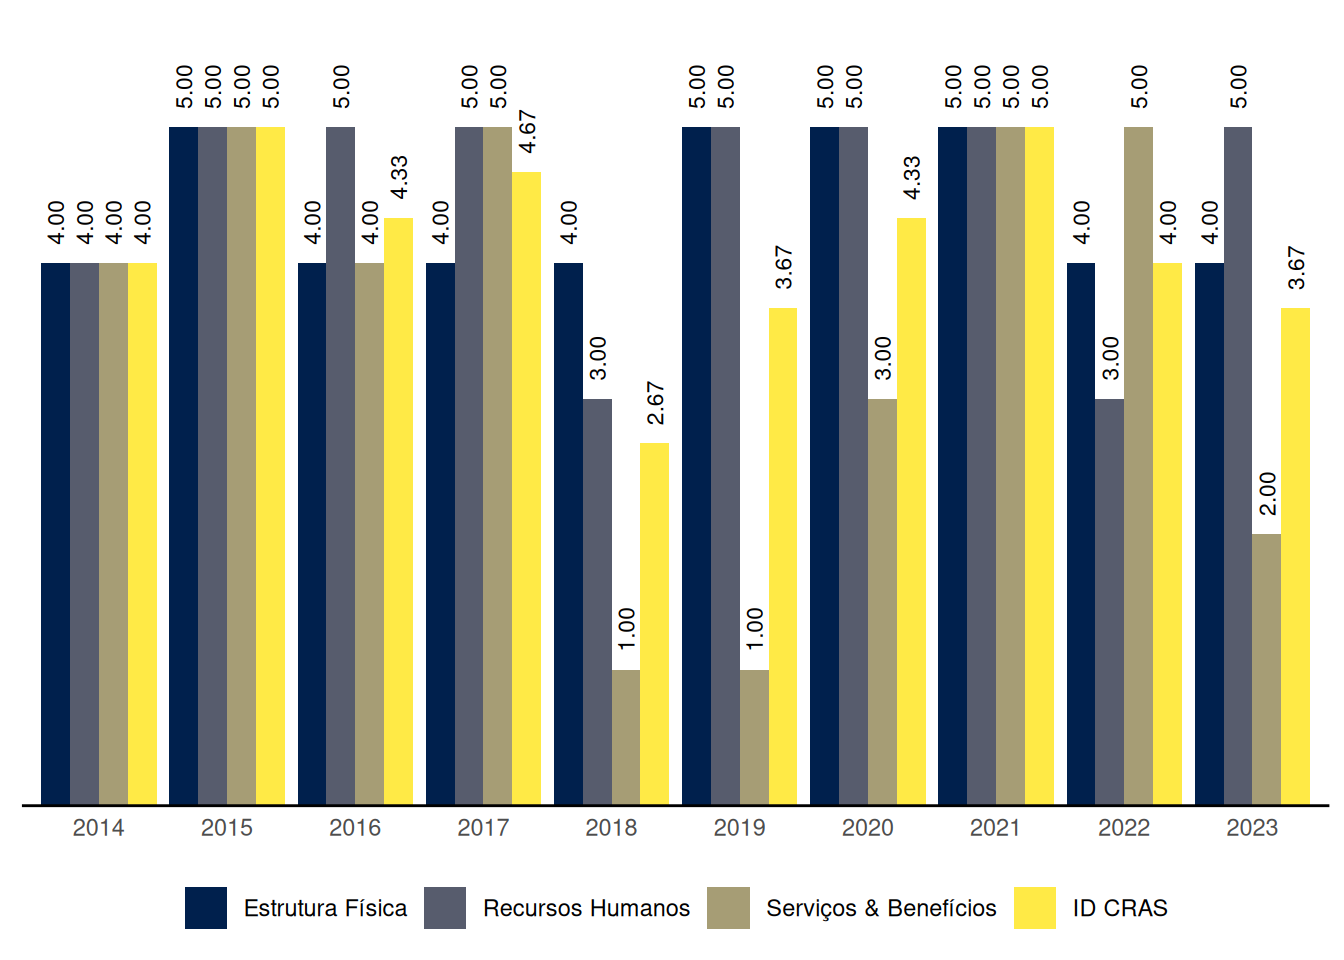 4.00 4.00 4.00 4.00 5.00 5.00 5.00 5.00 4.00 5.00 4.00 4.33 4.00 5.00 5.00 4.67 4.00 3.00 1.00 2.67 5.00 5.00 1.00 3.67 5.00 5.00 3.00 4.33 5.00 5.00 5.00 5.00 4.00 3.00 5.00 4.00 4.00 5.00 2.00 3.67
2014 2015 2016 2017 2018 2019 2020 2021 2022 2023
Estrutura Física Recursos Humanos Serviços & Benefícios ID CRAS